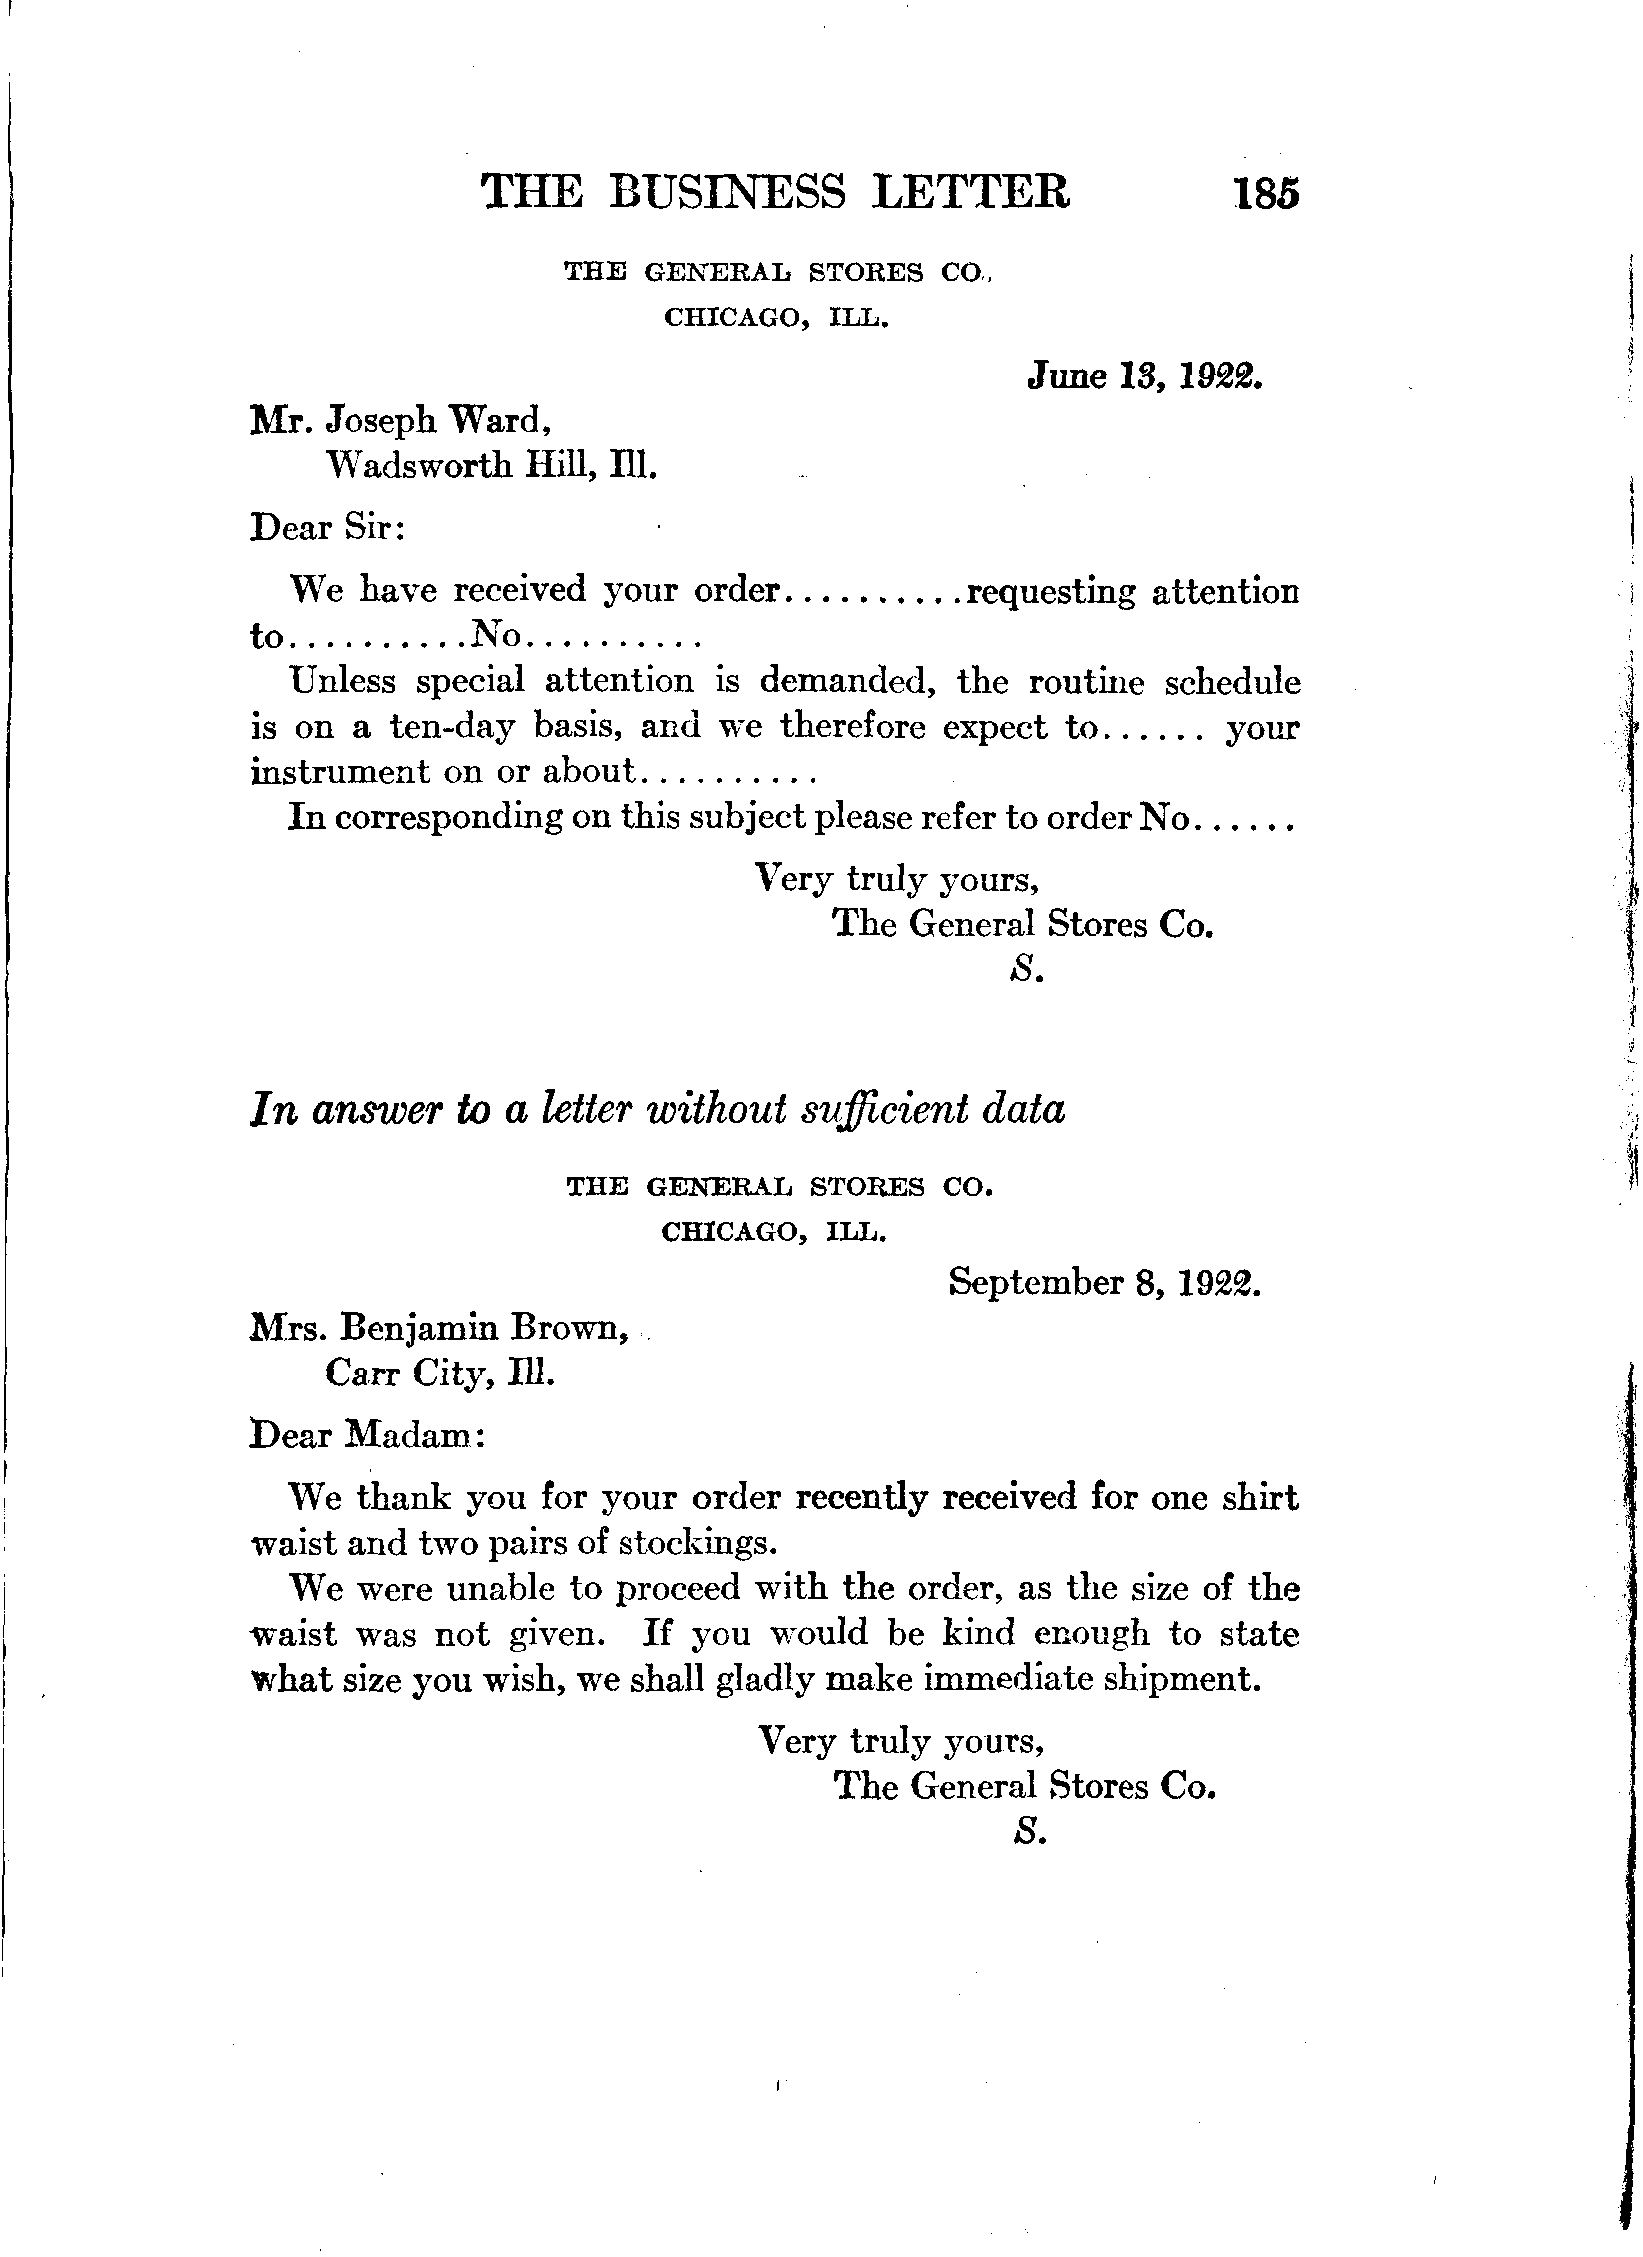 THE BUSINESS LETTER 185
THE GENERAL STORES CO.,
CHICAGO, ILL.
June 13, 1922.
Mr. Joseph Ward,
Wadsworth Hill, Ill.
Dear Sir:
We have received your order..........requesting attention
to..........No..........
Unless special attention is demanded, the routine schedule
is on a ten-day basis, and we therefore expect to...... your
instrument on or about..........
In corresponding on this subject please refer to order No......
Very truly yours,
The General Stores Co.
S.
In answer to a letter without sufficient data
THE GENERAL STORES CO.
CHICAGO, ILL.
September 8, 1922.
Mrs. Benjamin Brown,
Carr City, Ill.
Dear Madam:
We thank you for your order recently received for one shirt
waist and two pairs of stockings.
We were unable to proceed with the order, as the size of the
waist was not given. If you would be kind enough to state
what size you wish, we shall gladly make immediate shipment.
Very truly yours,
The General Stores Co.
S.